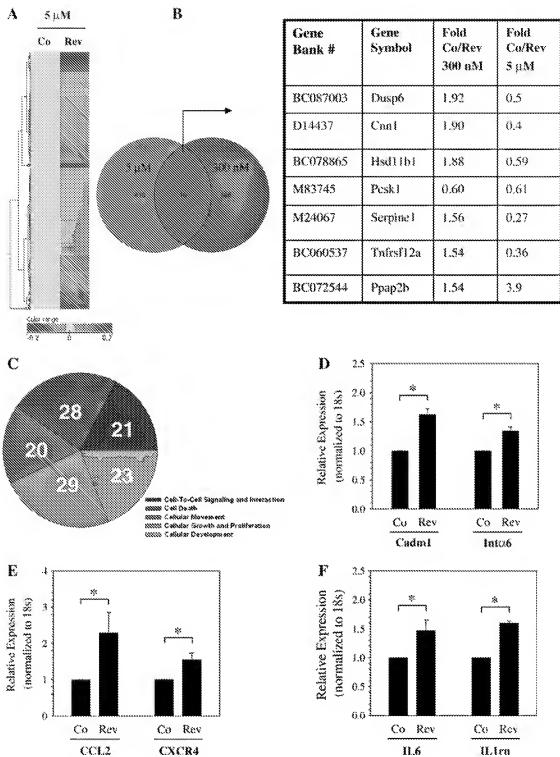 A
5 µM
Co Rev
Color range
-0.2 0 0.2
B
5 µM
300 nM
Gene Bank # Gene Symbol Fold Co/Rev 300 nM Fold Co/Rev 5 µM
BC087003 Dusp6 1.92 0.5
D14437 Cnn1 1.90 0.4
BC078865 Hsd11b1 1.88 0.59
M83745 Pcsk1 0.60 0.61
M24067 Serpine1 1.56 0.27
BC060537 Tnfrsf12a 1.54 0.36
BC072544 Ppap2b 1.54 3.9
C
28
21
20
29
23
Cell-To-Cell Signaling and Interaction
Cell Death
Cellular Movement
Cellular Growth and Proliferation
Cellular Development
D
Relative Expression
(normalized to 18s)
2.5
2.0
1.5
1.0
0.5
0.0
*
*
Co Rev Co Rev
Cadm1 Intα6
E
Relative Expression
(normalized to 18s)
4
3
2
1
0
*
*
Co Rev Co Rev
CCL2 CXCR4
F
Relative Expression
(normalized to 18s)
2.5
2.0
1.5
1.0
0.5
0.0
*
*
Co Rev Co Rev
IL6 IL1rn